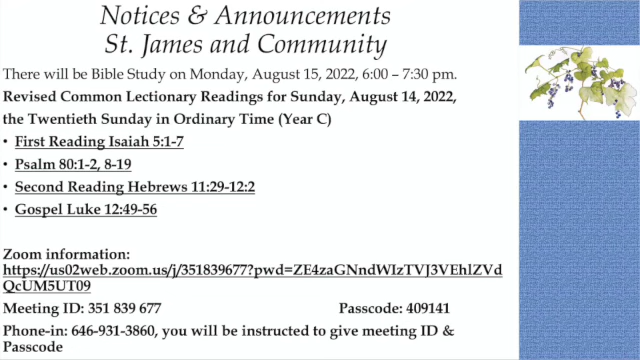 Notices & Announcements
St. James and Community
There will be Bible Study on Monday, August 15, 2022, 6:00 – 7:30 pm.
Revised Common Lectionary Readings for Sunday, August 14, 2022,
the Twentieth Sunday in Ordinary Time (Year C)
• First Reading Isaiah 5:1-7
• Psalm 80:1-2, 8-19
• Second Reading Hebrews 11:29-12:2
• Gospel Luke 12:49-56
Zoom information:
https://us02web.zoom.us/j/351839677?pwd=ZE4zaGNndWIzTVJ3VEhIZVd
QcUM5UT09
Meeting ID: 351 839 677 Passcode: 409141
Phone-in: 646-931-3860, you will be instructed to give meeting ID &
Passcode